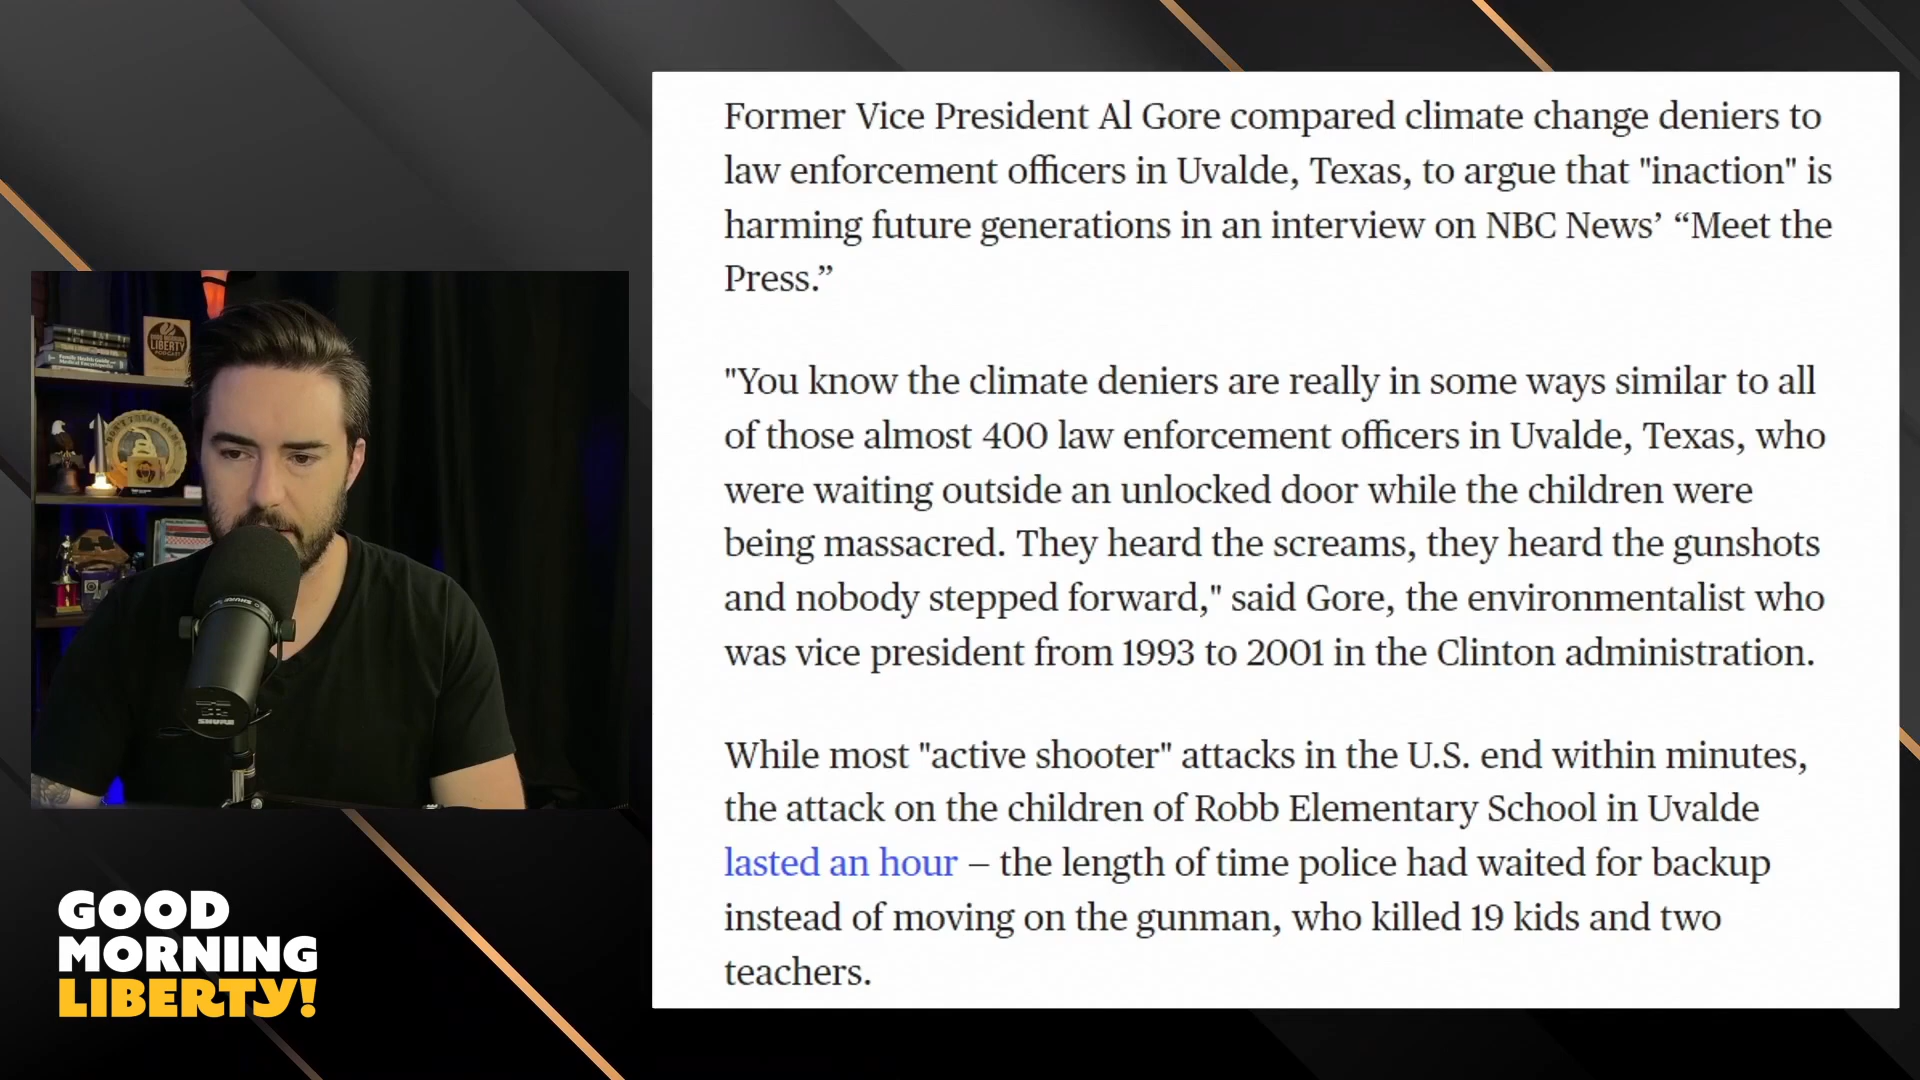 Former Vice President Al Gore compared climate change deniers to
law enforcement officers in Uvalde, Texas, to argue that "inaction" is
harming future generations in an interview on NBC News’ “Meet the
Press.”
"You know the climate deniers are really in some ways similar to all
of those almost 400 law enforcement officers in Uvalde, Texas, who
were waiting outside an unlocked door while the children were
being massacred. They heard the screams, they heard the gunshots
and nobody stepped forward," said Gore, the environmentalist who
was vice president from 1993 to 2001 in the Clinton administration.
While most "active shooter" attacks in the U.S. end within minutes,
the attack on the children of Robb Elementary School in Uvalde
lasted an hour – the length of time police had waited for backup
instead of moving on the gunman, who killed 19 kids and two
teachers.
GOOD MORNING
LIBERTY
PODCAST
SHURE
GOOD
MORNING
LIBERTY!